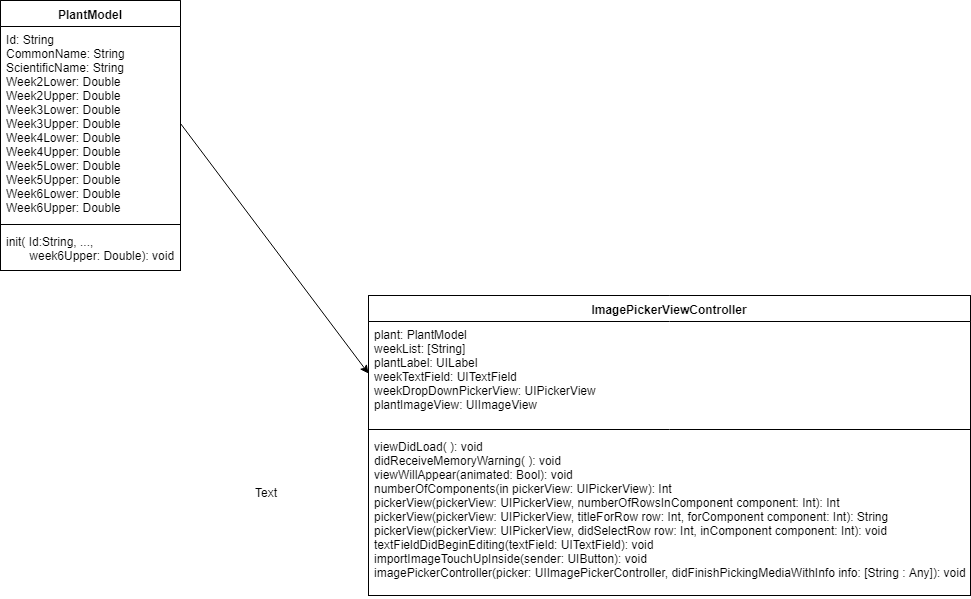 PlantModel
Id: String
CommonName: String
ScientificName: String
Week2Lower: Double
Week2Upper: Double
Week3Lower: Double
Week3Upper: Double
Week4Lower: Double
Week4Upper: Double
Week5Lower: Double
Week5Upper: Double
Week6Lower: Double
Week6Upper: Double
init( Id:String, ...,
week6Upper: Double): void
ImagePickerViewController
plant: PlantModel
weekList: [String]
plantLabel: UILabel
weekTextField: UITextField
weekDropDownPickerView: UIPickerView
plantImageView: UIImageView
viewDidLoad( ): void
didReceiveMemoryWarning( ): void
viewWillAppear(animated: Bool): void
numberOfComponents(in pickerView: UIPickerView): Int
pickerView(pickerView: UIPickerView, numberOfRowsInComponent component: Int): Int
pickerView(pickerView: UIPickerView, titleForRow row: Int, forComponent component: Int): String
pickerView(pickerView: UIPickerView, didSelectRow row: Int, inComponent component: Int): void
textFieldDidBeginEditing(textField: UITextField): void
importImageTouchUpInside(sender: UIButton): void
imagePickerController(picker: UIImagePickerController, didFinishPickingMediaWithInfo info: [String : Any]): void
Text